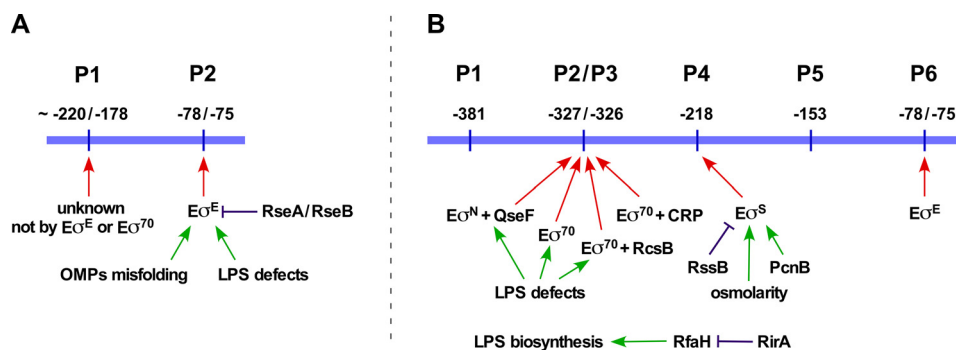 A
B
P1
P2
P1
P2/P3
P4
P5
P6
~ -220/-178
-78/-75
-381
-327/-326
-218
-153
-78/-75
unknown
not by Eσ^E or Eσ^70
Eσ^E
RseA/RseB
OMPs misfolding
LPS defects
Eσ^N + QseF
Eσ^70
Eσ^70 + RcsB
Eσ^70 + CRP
LPS defects
Eσ^S
RssB
osmolarity
PcnB
Eσ^E
LPS biosynthesis
RfaH
RirA